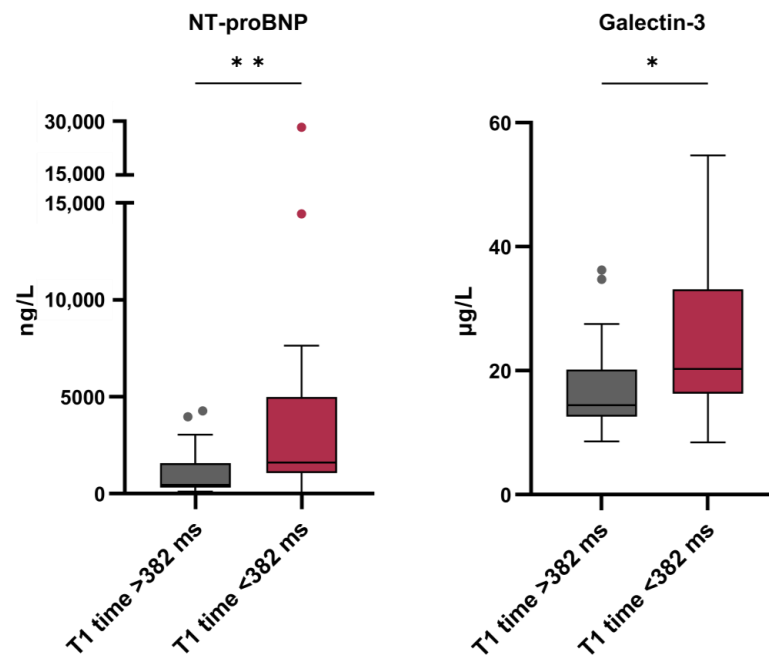 NT-proBNP
* *
30,000
15,000
15,000
10,000
5000
0
ng/L
T1 time >382 ms
T1 time <382 ms
Galectin-3
*
60
40
20
0
µg/L
T1 time >382 ms
T1 time <382 ms